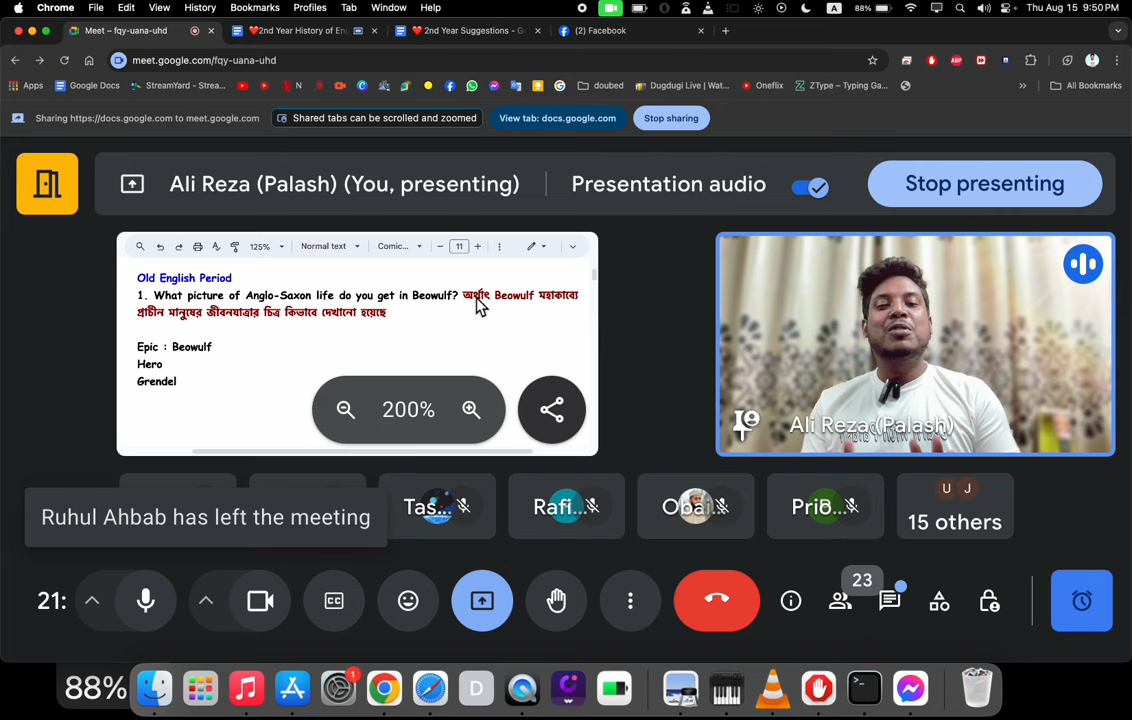 Chrome File Edit View History Bookmarks Profiles Tab Window Help
A 88% Thu Aug 15 9:50 PM
Meet – fqy-uana-uhd
❤️2nd Year History of En
❤️ 2nd Year Suggestions - G
(2) Facebook
meet.google.com/fqy-uana-uhd
ABP
Apps Google Docs StreamYard - Strea... N doubed Dugdugi Live | Wat... Oneflix ZType – Typing Ga... » All Bookmarks
Sharing https://docs.google.com to meet.google.com Shared tabs can be scrolled and zoomed View tab: docs.google.com Stop sharing
Ali Reza (Palash) (You, presenting) Presentation audio Stop presenting
125% Normal text Comic... 11
Old English Period
1. What picture of Anglo-Saxon life do you get in Beowulf? অর্থাৎ Beowulf মহাকাব্যে
প্রাচীন মানুষের জীবনযাত্রার চিত্র কিভাবে দেখানো হয়েছে
Epic : Beowulf
Hero
Grendel
200%
Ali Reza (Palash)
Ruhul Ahbab has left the meeting
Tas...
Rafi...
Obai...
Prio...
U J
15 others
21:
23
88%
1
D